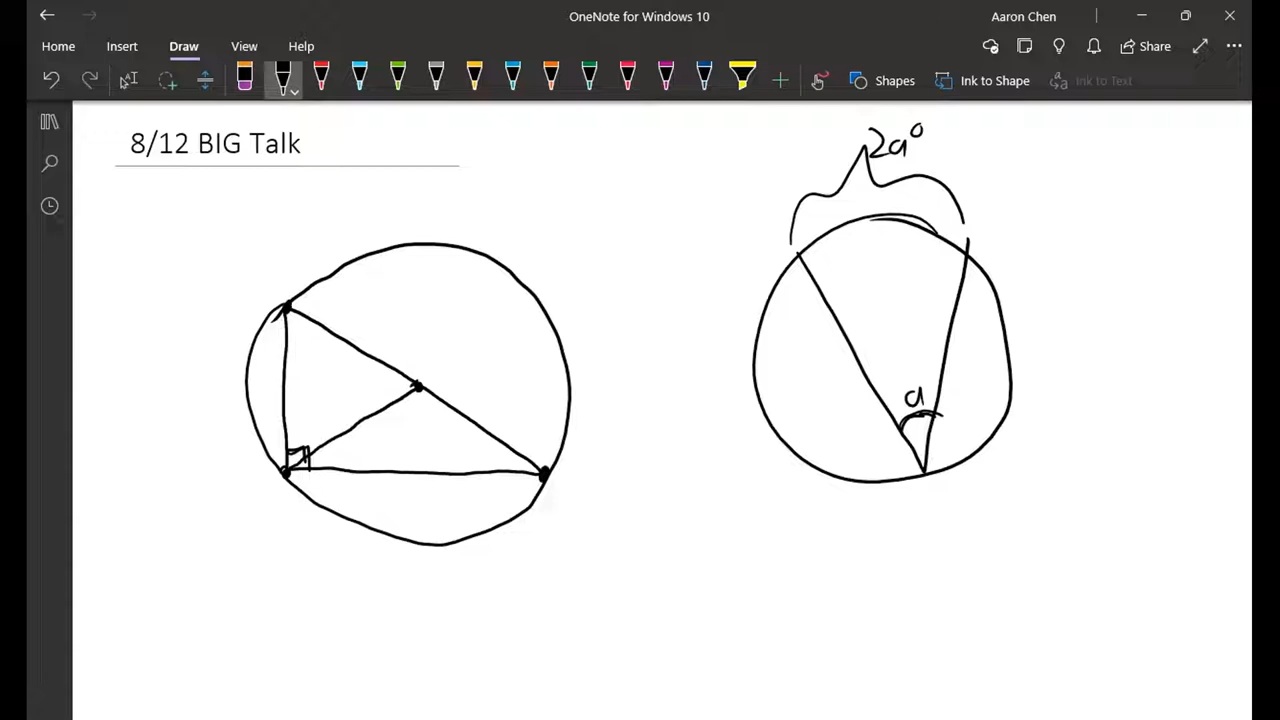 OneNote for Windows 10
Aaron Chen
Home Insert Draw View Help
Share
Shapes
Ink to Shape
Ink to Text
8/12 BIG Talk
2a°
a